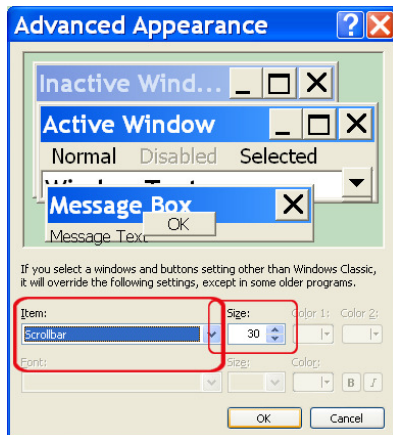 Advanced Appearance
Inactive Wind...
Active Window
Normal Disabled Selected
Message Box
OK
Message Text
If you select a windows and buttons setting other than Windows Classic,
it will override the following settings, except in some older programs.
Item: Size: Color 1: Color 2:
Scrollbar 30
Font: Size: Color:
B I
OK Cancel